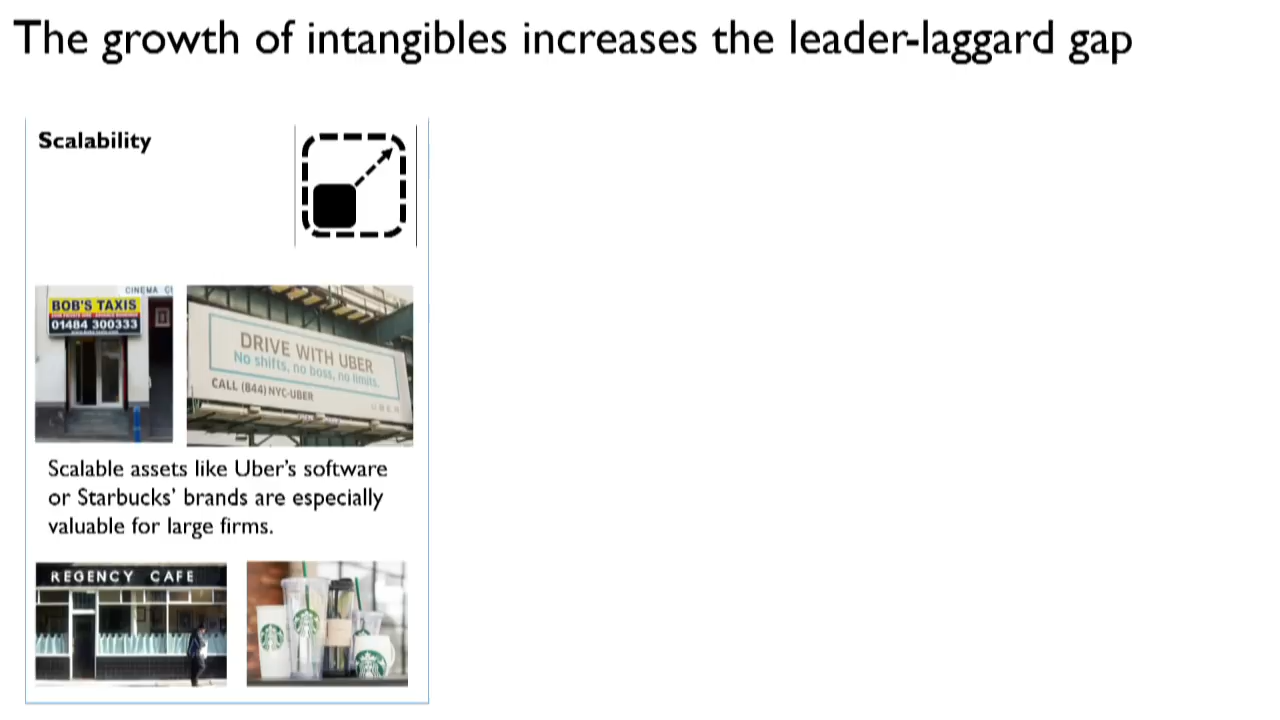 The growth of intangibles increases the leader-laggard gap
Scalability
CINEMA
BOB'S TAXIS
01484 300333
DRIVE WITH UBER
No shifts, no boss, no limits.
CALL (844) NYC-UBER
UBER
Scalable assets like Uber's software
or Starbucks' brands are especially
valuable for large firms.
REGENCY CAFE